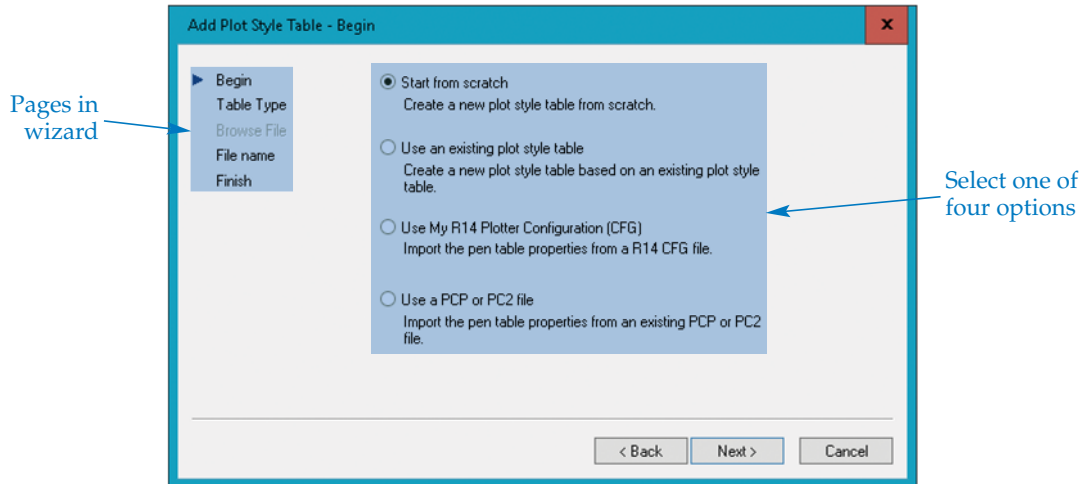 Add Plot Style Table - Begin
x
Pages in
wizard
Begin
Table Type
Browse File
File name
Finish
Start from scratch
Create a new plot style table from scratch.
Use an existing plot style table
Create a new plot style table based on an existing plot style
table.
Use My R14 Plotter Configuration (CFG)
Import the pen table properties from a R14 CFG file.
Use a PCP or PC2 file
Import the pen table properties from an existing PCP or PC2
file.
Select one of
four options
< Back
Next >
Cancel